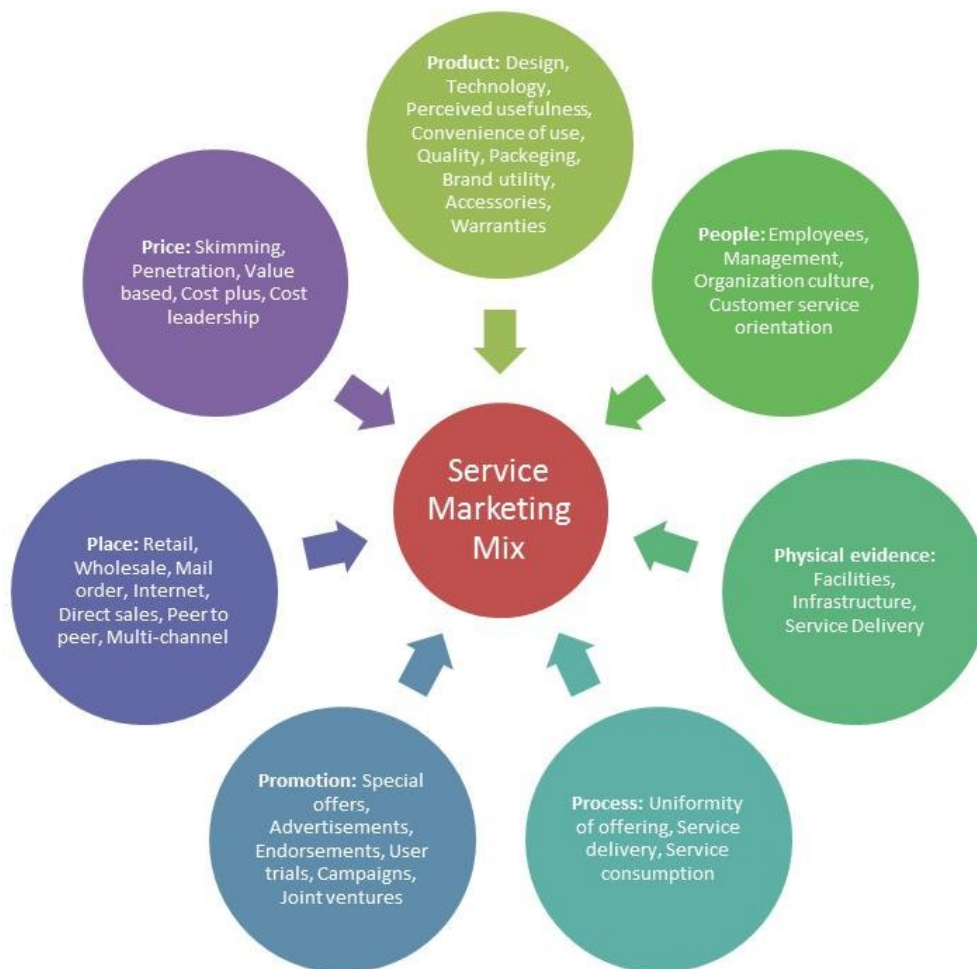 Product: Design,
Technology,
Perceived usefulness,
Convenience of use,
Quality, Packeging,
Brand utility,
Accessories,
Warranties
People: Employees,
Management,
Organization culture,
Customer service
orientation
Physical evidence:
Facilities,
Infrastructure,
Service Delivery
Process: Uniformity
of offering, Service
delivery, Service
consumption
Promotion: Special
offers,
Advertisements,
Endorsements, User
trials, Campaigns,
Joint ventures
Place: Retail,
Wholesale, Mail
order, Internet,
Direct sales, Peer to
peer, Multi-channel
Price: Skimming,
Penetration, Value
based, Cost plus, Cost
leadership
Service
Marketing
Mix